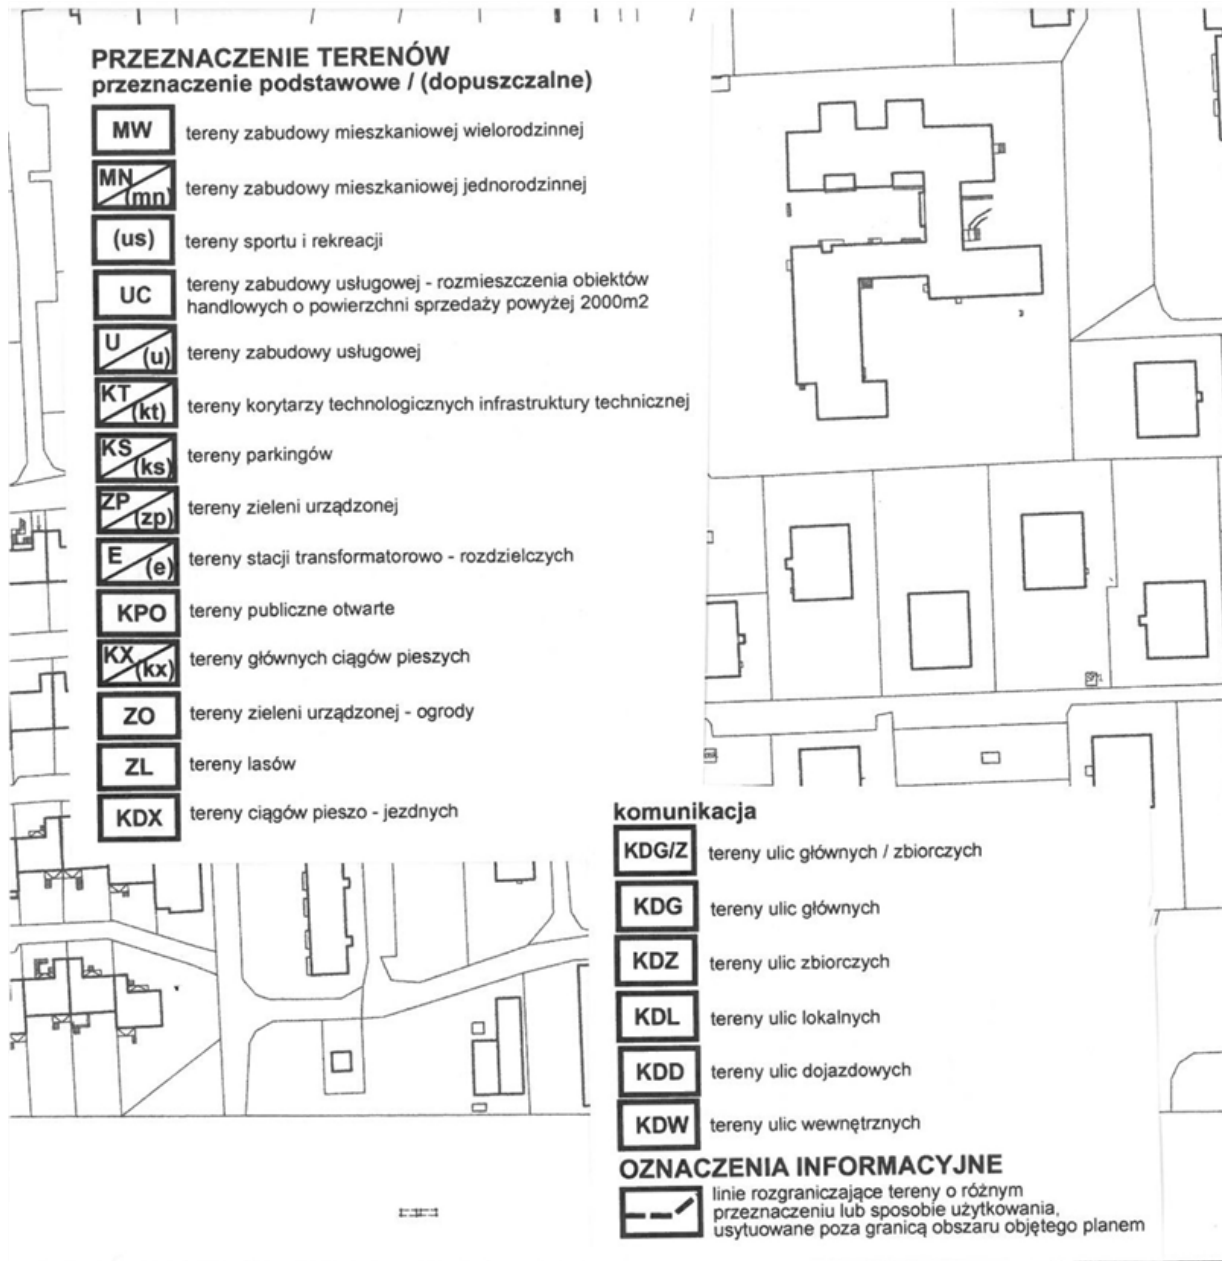 PRZEZNACZENIE TERENÓW
przeznaczenie podstawowe / (dopuszczalne)
MW tereny zabudowy mieszkaniowej wielorodzinnej
MN (mn) tereny zabudowy mieszkaniowej jednorodzinnej
(us) tereny sportu i rekreacji
UC tereny zabudowy usługowej - rozmieszczenia obiektów
handlowych o powierzchni sprzedaży powyżej 2000m2
U (u) tereny zabudowy usługowej
KT (kt) tereny korytarzy technologicznych infrastruktury technicznej
KS (ks) tereny parkingów
ZP (zp) tereny zieleni urządzonej
E (e) tereny stacji transformatorowo - rozdzielczych
KPO tereny publiczne otwarte
KX (kx) tereny głównych ciągów pieszych
ZO tereny zieleni urządzonej - ogrody
ZL tereny lasów
KDX tereny ciągów pieszo - jezdnych
komunikacja
KDG/Z tereny ulic głównych / zbiorczych
KDG tereny ulic głównych
KDZ tereny ulic zbiorczych
KDL tereny ulic lokalnych
KDD tereny ulic dojazdowych
KDW tereny ulic wewnętrznych
OZNACZENIA INFORMACYJNE
linie rozgraniczające tereny o różnym
przeznaczeniu lub sposobie użytkowania,
usytuowane poza granicą obszaru objętego planem